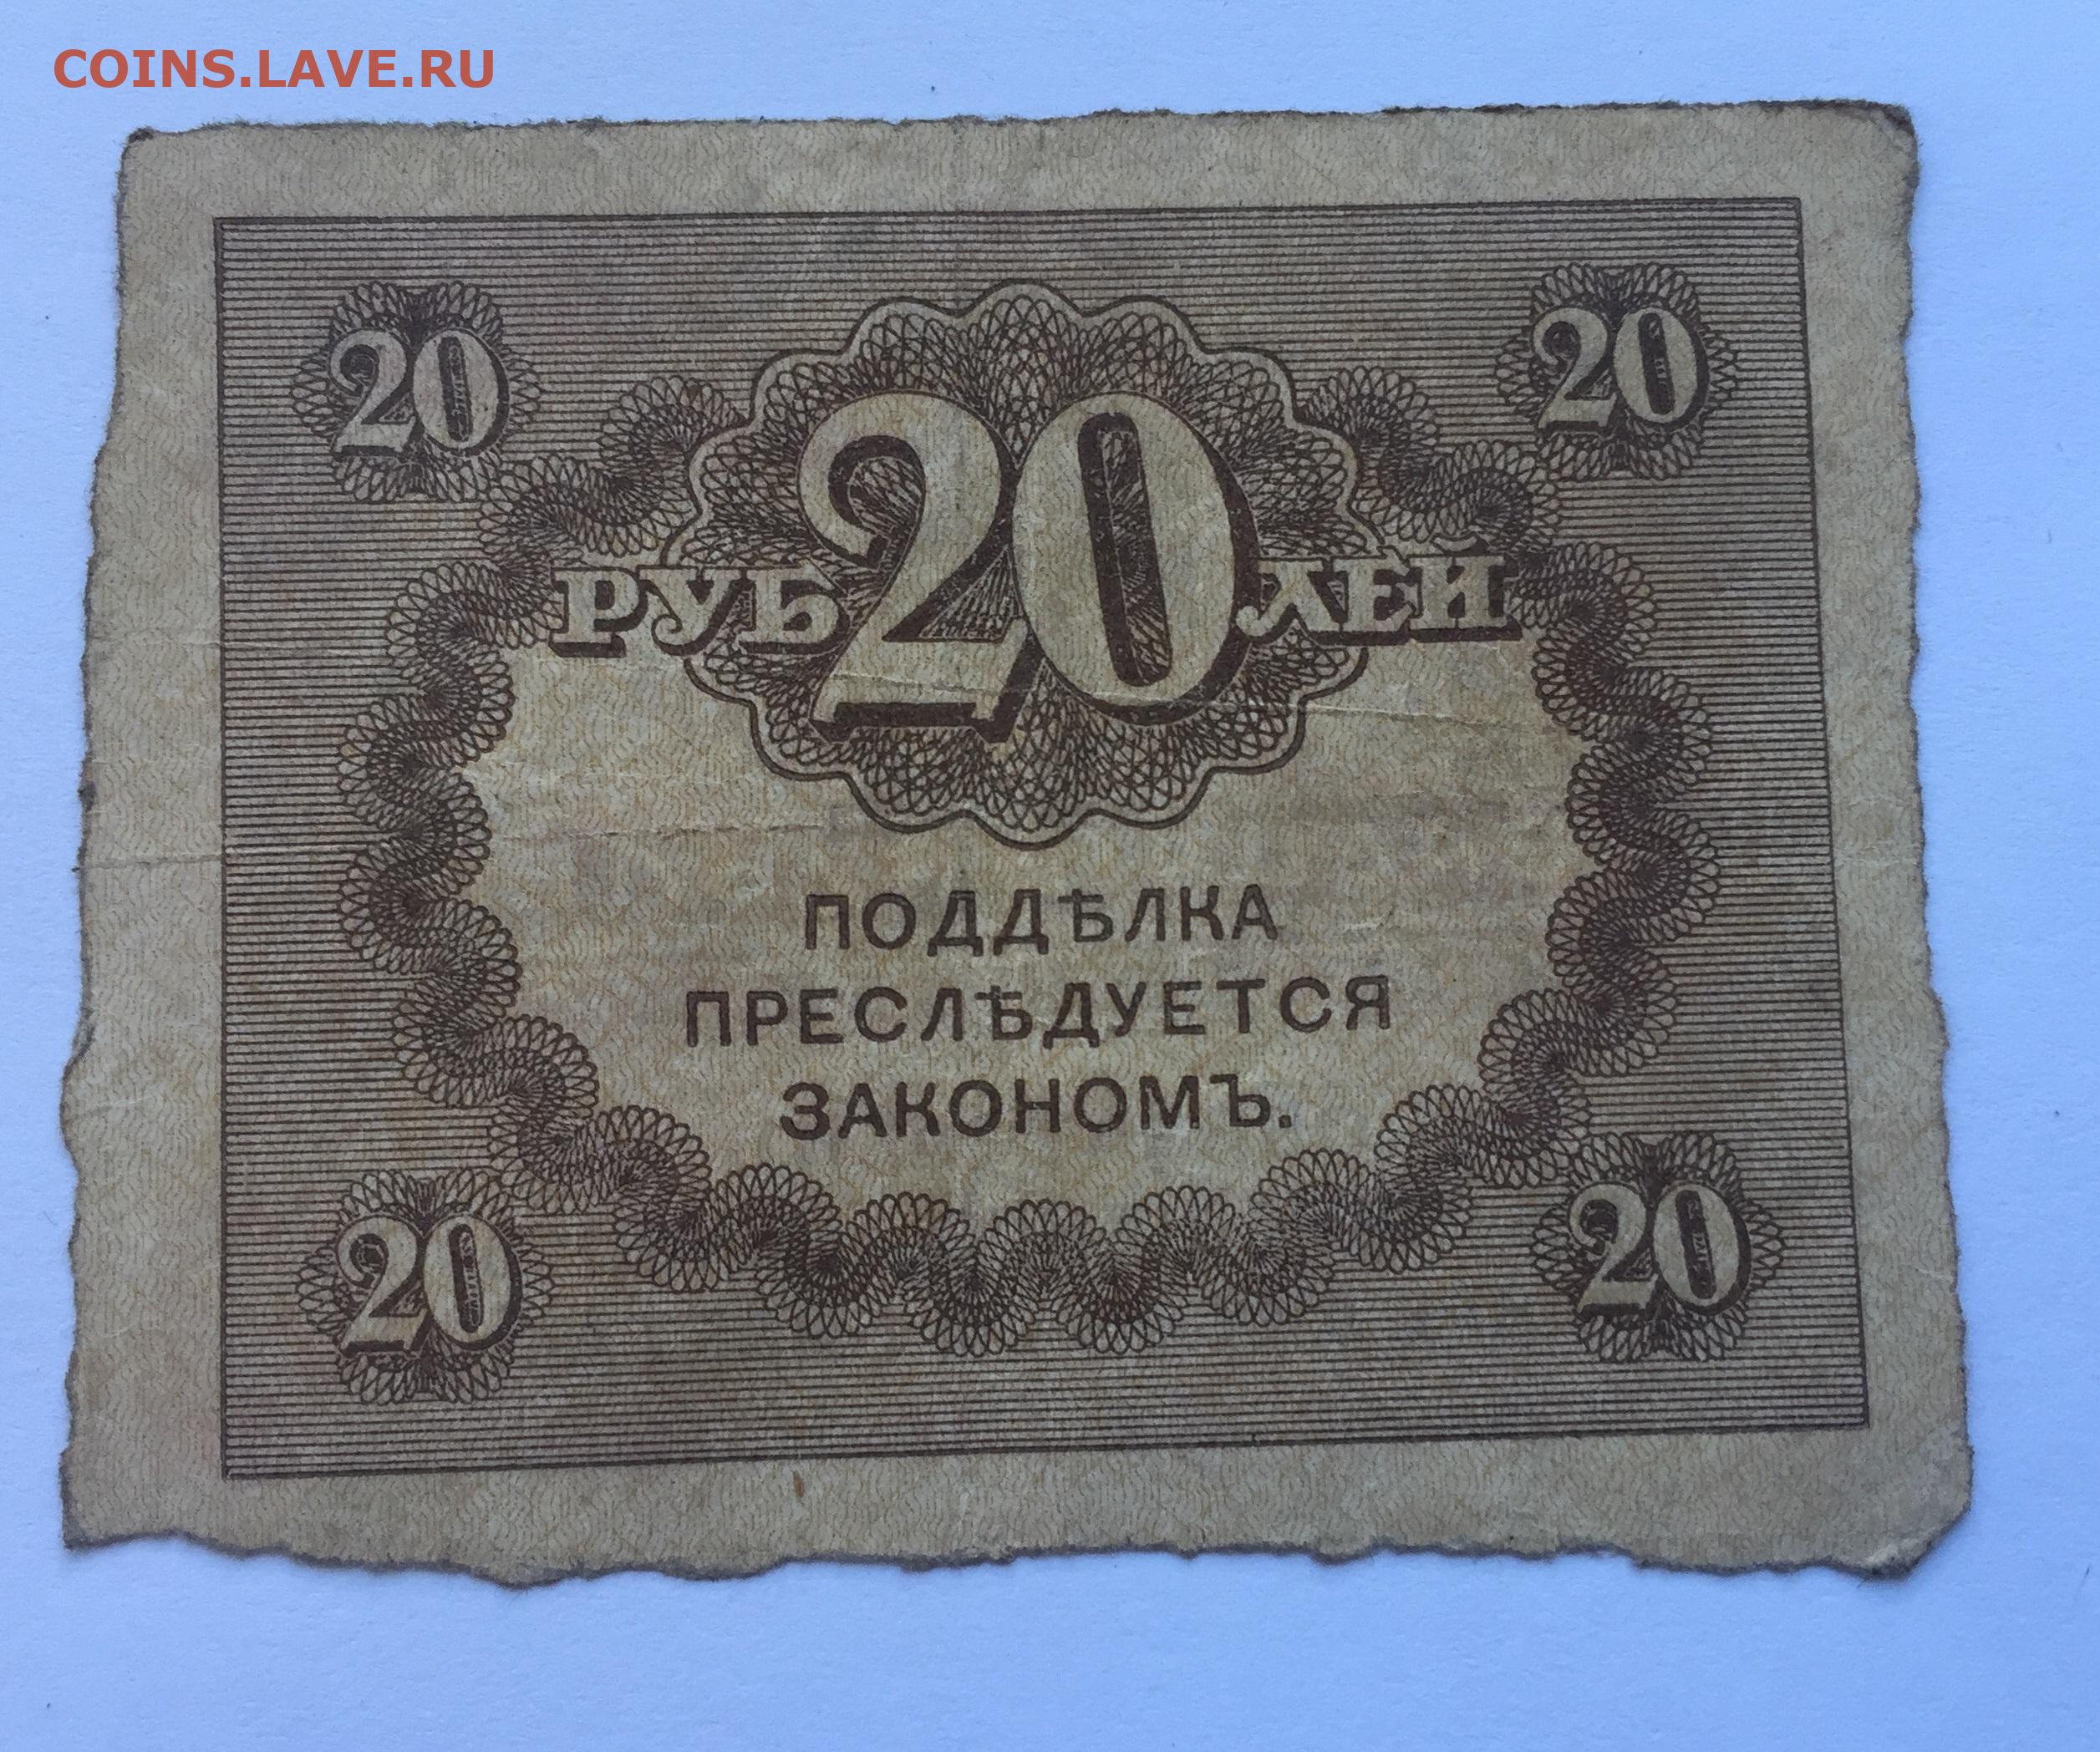 COINS.LAVE.RU
20 20
РУБ20ЛЕЙ
ПОДДѢЛКА
ПРЕСЛѢДУЕТСЯ
ЗАКОНОМЪ.
20 20